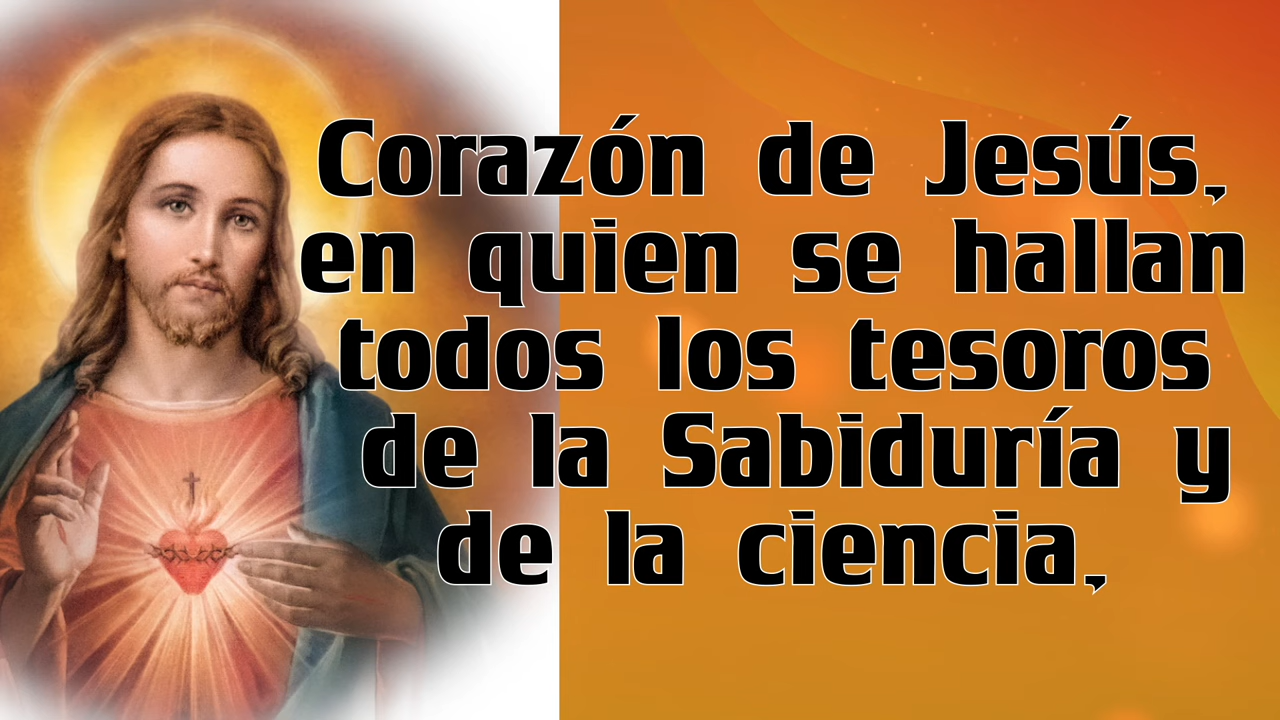 Corazón de Jesús,
en quien se hallan
todos los tesoros
de la Sabiduría y
de la ciencia,